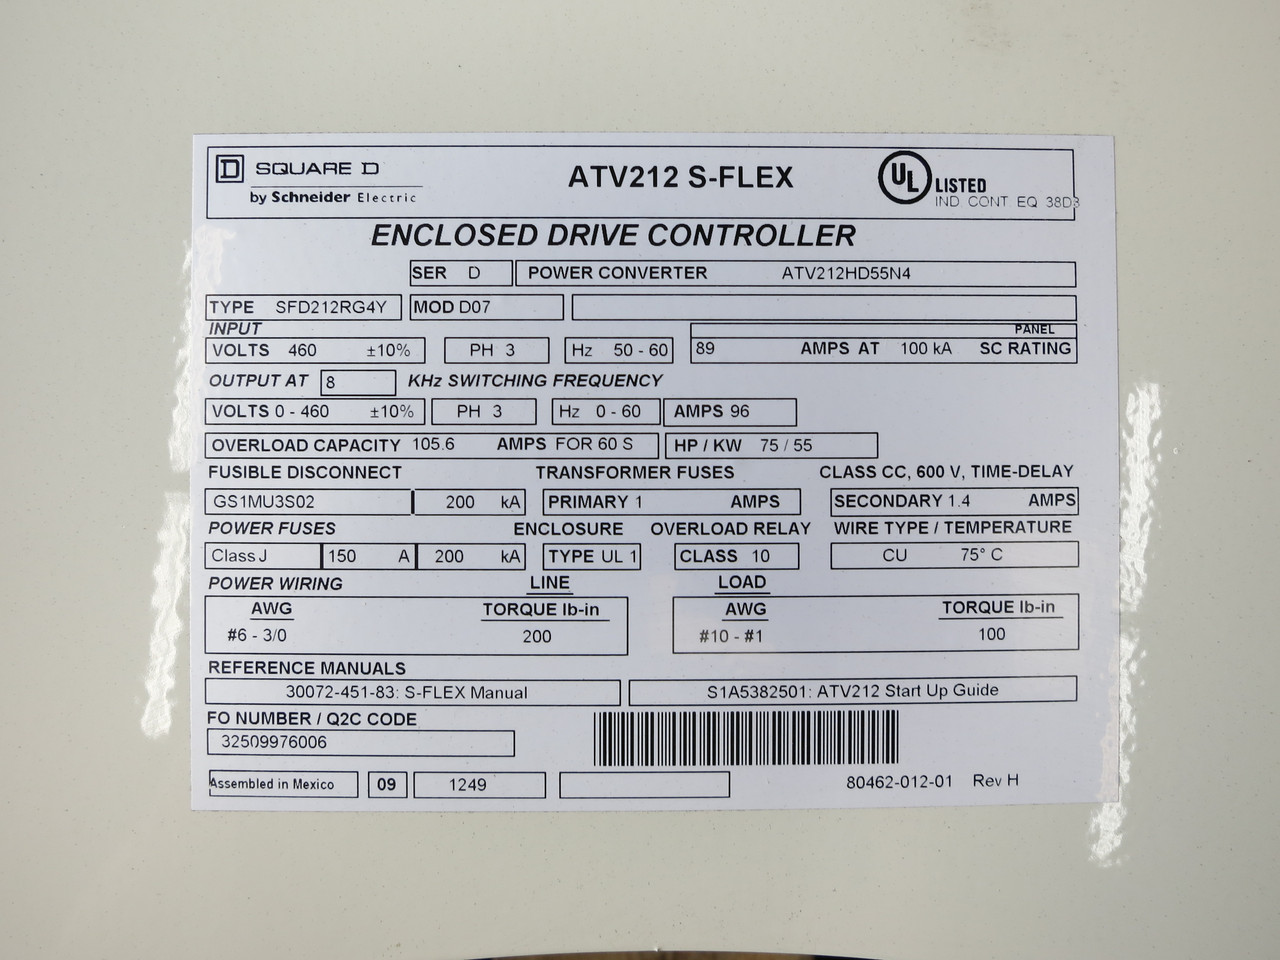 D SQUARE D
by Schneider Electric
ATV212 S-FLEX
UL LISTED
IND CONT EQ 38D3
ENCLOSED DRIVE CONTROLLER
SER D POWER CONVERTER ATV212HD55N4
TYPE SFD212RG4Y MOD D07
INPUT PANEL
VOLTS 460 ±10% PH 3 Hz 50 - 60 89 AMPS AT 100 kA SC RATING
OUTPUT AT 8 KHz SWITCHING FREQUENCY
VOLTS 0 - 460 ±10% PH 3 Hz 0 - 60 AMPS 96
OVERLOAD CAPACITY 105.6 AMPS FOR 60 S HP / KW 75 / 55
FUSIBLE DISCONNECT TRANSFORMER FUSES CLASS CC, 600 V, TIME-DELAY
GS1MU3S02 200 kA PRIMARY 1 AMPS SECONDARY 1.4 AMPS
POWER FUSES ENCLOSURE OVERLOAD RELAY WIRE TYPE / TEMPERATURE
Class J 150 A 200 kA TYPE UL 1 CLASS 10 CU 75° C
POWER WIRING LINE LOAD
AWG TORQUE lb-in AWG TORQUE lb-in
#6 - 3/0 200 #10 - #1 100
REFERENCE MANUALS
30072-451-83: S-FLEX Manual S1A5382501: ATV212 Start Up Guide
FO NUMBER / Q2C CODE
32509976006
Assembled in Mexico 09 1249 80462-012-01 Rev H